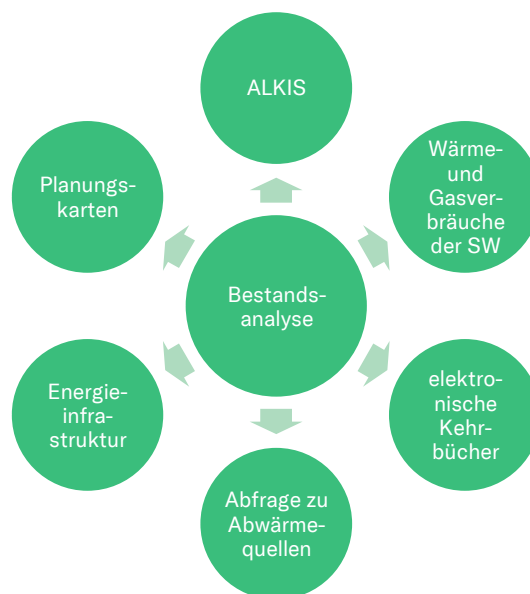 ALKIS
Wärme-
und
Gasver-
bräuche
der SW
Planungs-
karten
Bestands-
analyse
Energie-
infra-
struktur
elektro-
nische
Kehr-
bücher
Abfrage zu
Abwärme-
quellen